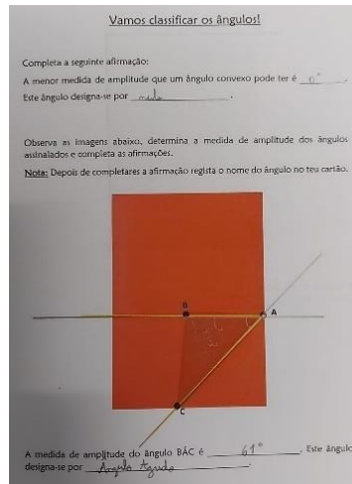 Vamos classificar os ângulos!
Completa a seguinte afirmação:
A menor medida de amplitude que um ângulo convexo pode ter é 0°.
Este ângulo designa-se por nulo.
Observa as imagens abaixo, determina a medida de amplitude dos ângulos
assinalados e completa as afirmações.
Nota: Depois de completares a afirmação regista o nome do ângulo no teu cartão.
B
A
C
A medida de amplitude do ângulo BÂC é . Este ângulo
designa-se por Angulo Agudo.